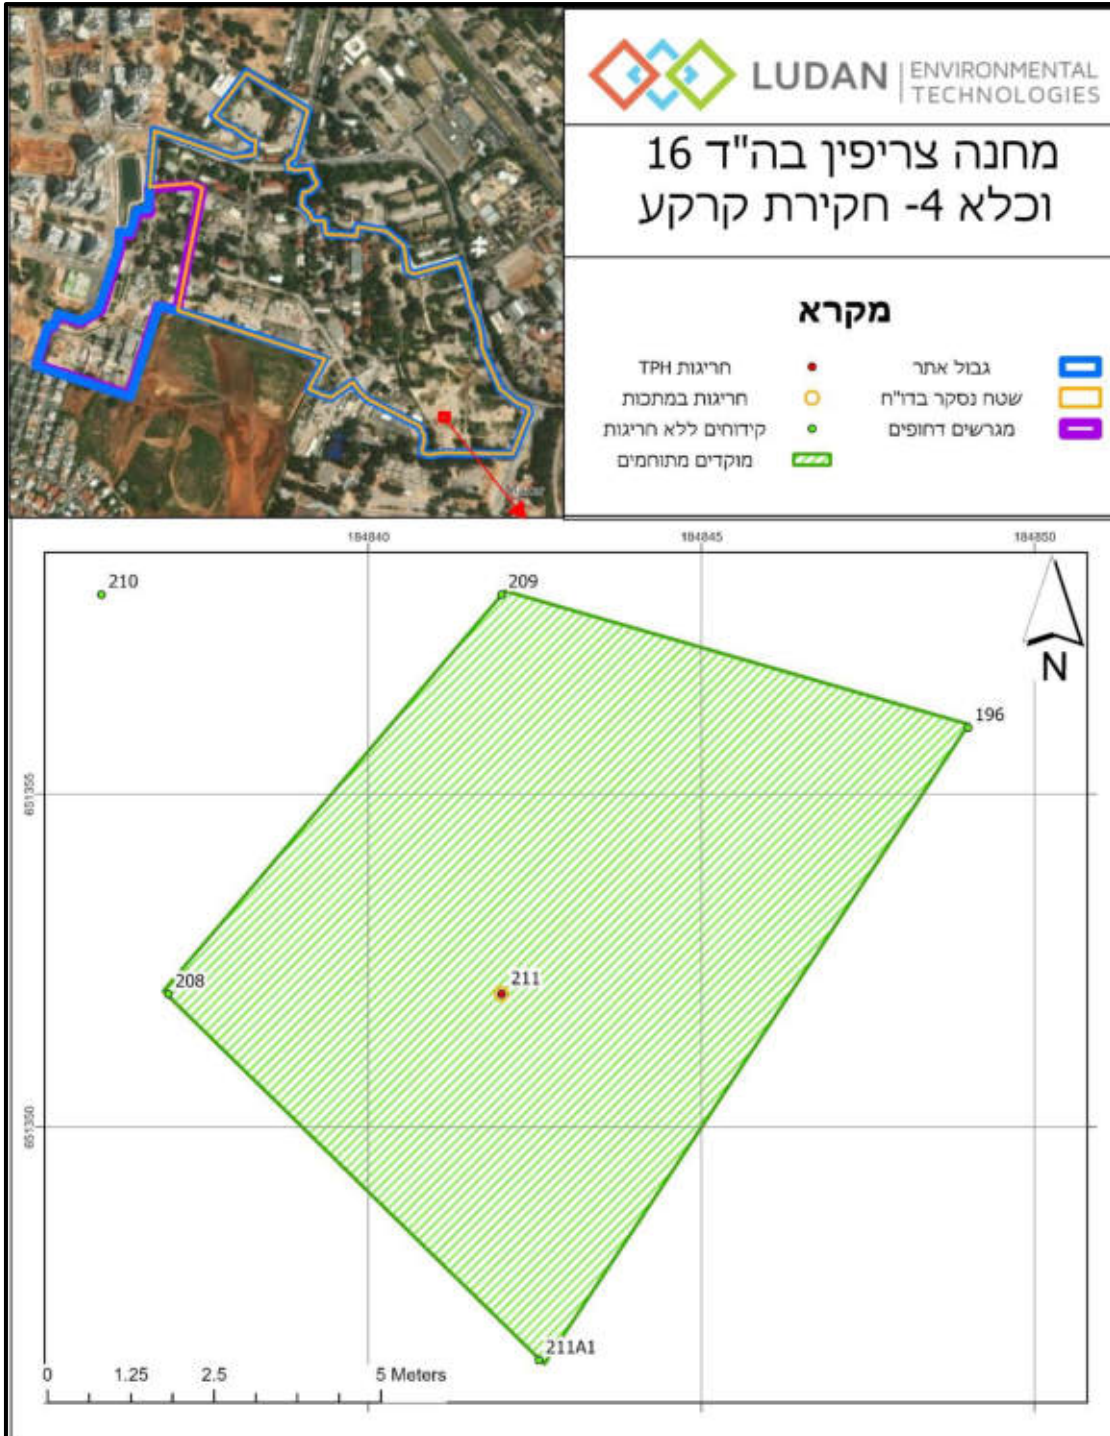 LUDAN
ENVIRONMENTAL
TECHNOLOGIES
מחנה צריפין בה"ד 16
וכלא 4- חקירת קרקע
מקרא
גבול אתר
שטח נסקר בדו"ח
מגרשים דחופים
חריגות TPH
חריגות במתכות
קידוחים ללא חריגות
מוקדים מתוחמים
184840
184845
184850
210
209
196
N
651355
208
211
651350
211A1
0 1.25 2.5 5 Meters